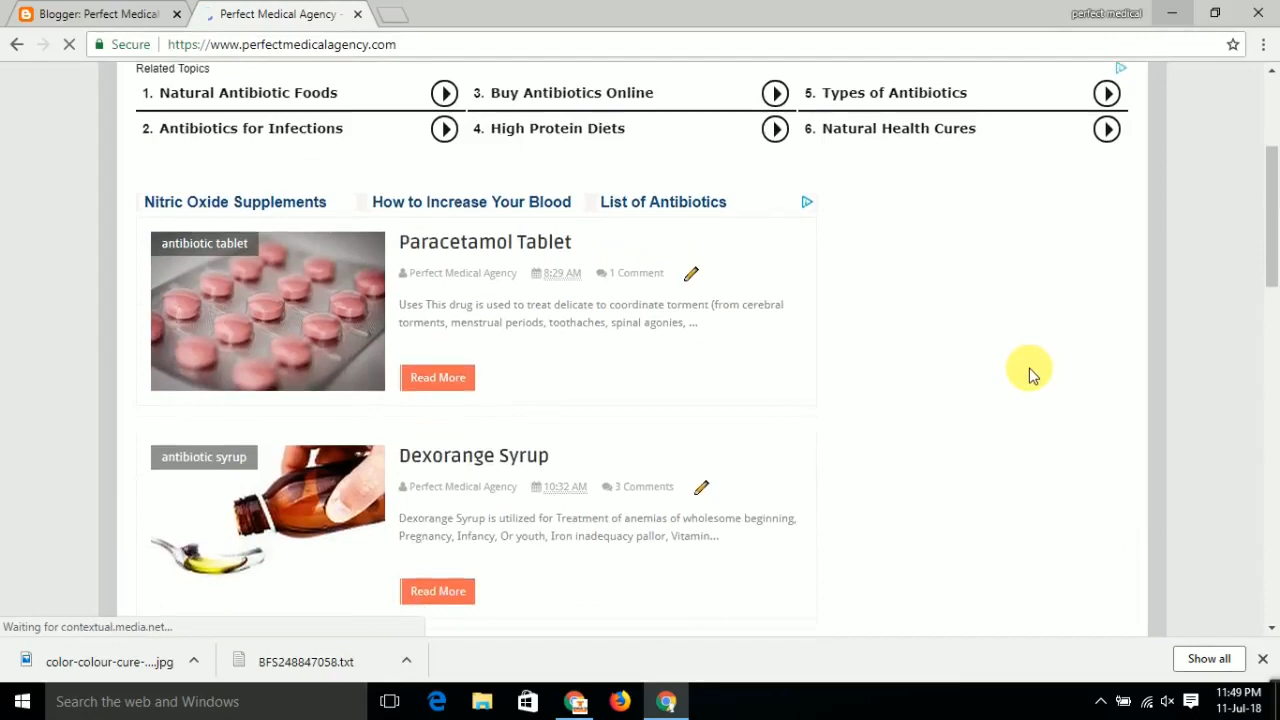 Blogger: Perfect Medical
Perfect Medical Agency -
perfect medical
Secure
https://www.perfectmedicalagency.com
Related Topics
1. Natural Antibiotic Foods
3. Buy Antibiotics Online
5. Types of Antibiotics
2. Antibiotics for Infections
4. High Protein Diets
6. Natural Health Cures
Nitric Oxide Supplements
How to Increase Your Blood
List of Antibiotics
antibiotic tablet
Paracetamol Tablet
Perfect Medical Agency 8:29 AM 1 Comment
Uses This drug is used to treat delicate to coordinate torment (from cerebral
torments, menstrual periods, toothaches, spinal agonies, ...
Read More
antibiotic syrup
Dexorange Syrup
Perfect Medical Agency 10:32 AM 3 Comments
Dexorange Syrup is utilized for Treatment of anemias of wholesome beginning,
Pregnancy, Infancy, Or youth, Iron inadequacy pallor, Vitamin...
Read More
Waiting for contextual.media.net...
color-colour-cure-....jpg
BFS248847058.txt
Show all
Search the web and Windows
11:49 PM
11-Jul-18